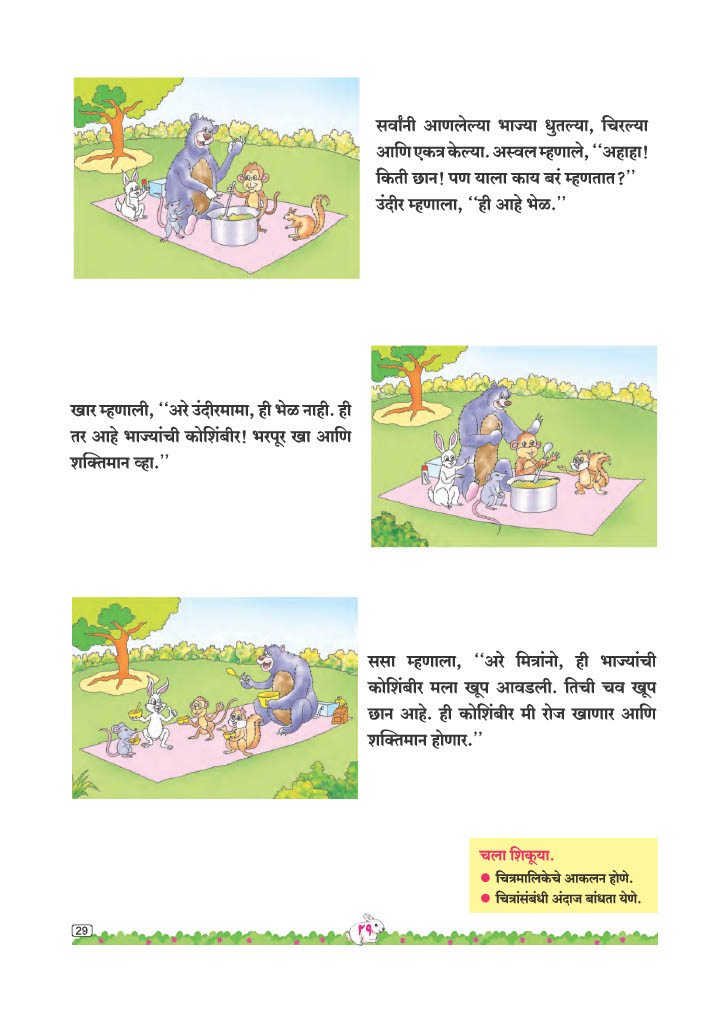 सर्वांनी आणलेल्या भाज्या धुतल्या, चिरल्या
आणि एकत्र केल्या. अस्वल म्हणाले, ‘‘अहाहा!
किती छान! पण याला काय बरं म्हणतात?’’
उंदीर म्हणाला, ‘‘ही आहे भेळ.’’
खार म्हणाली, ‘‘अरे उंदीरमामा, ही भेळ नाही. ही
तर आहे भाज्यांची कोशिंबीर! भरपूर खा आणि
शक्तिमान व्हा.’’
ससा म्हणाला, ‘‘अरे मित्रांनो, ही भाज्यांची
कोशिंबीर मला खूप आवडली. तिची चव खूप
छान आहे. ही कोशिंबीर मी रोज खाणार आणि
शक्तिमान होणार.’’
चला शिकूया.
● चित्रमालिकेचे आकलन होणे.
● चित्रांसंबंधी अंदाज बांधता येणे.
29
२९